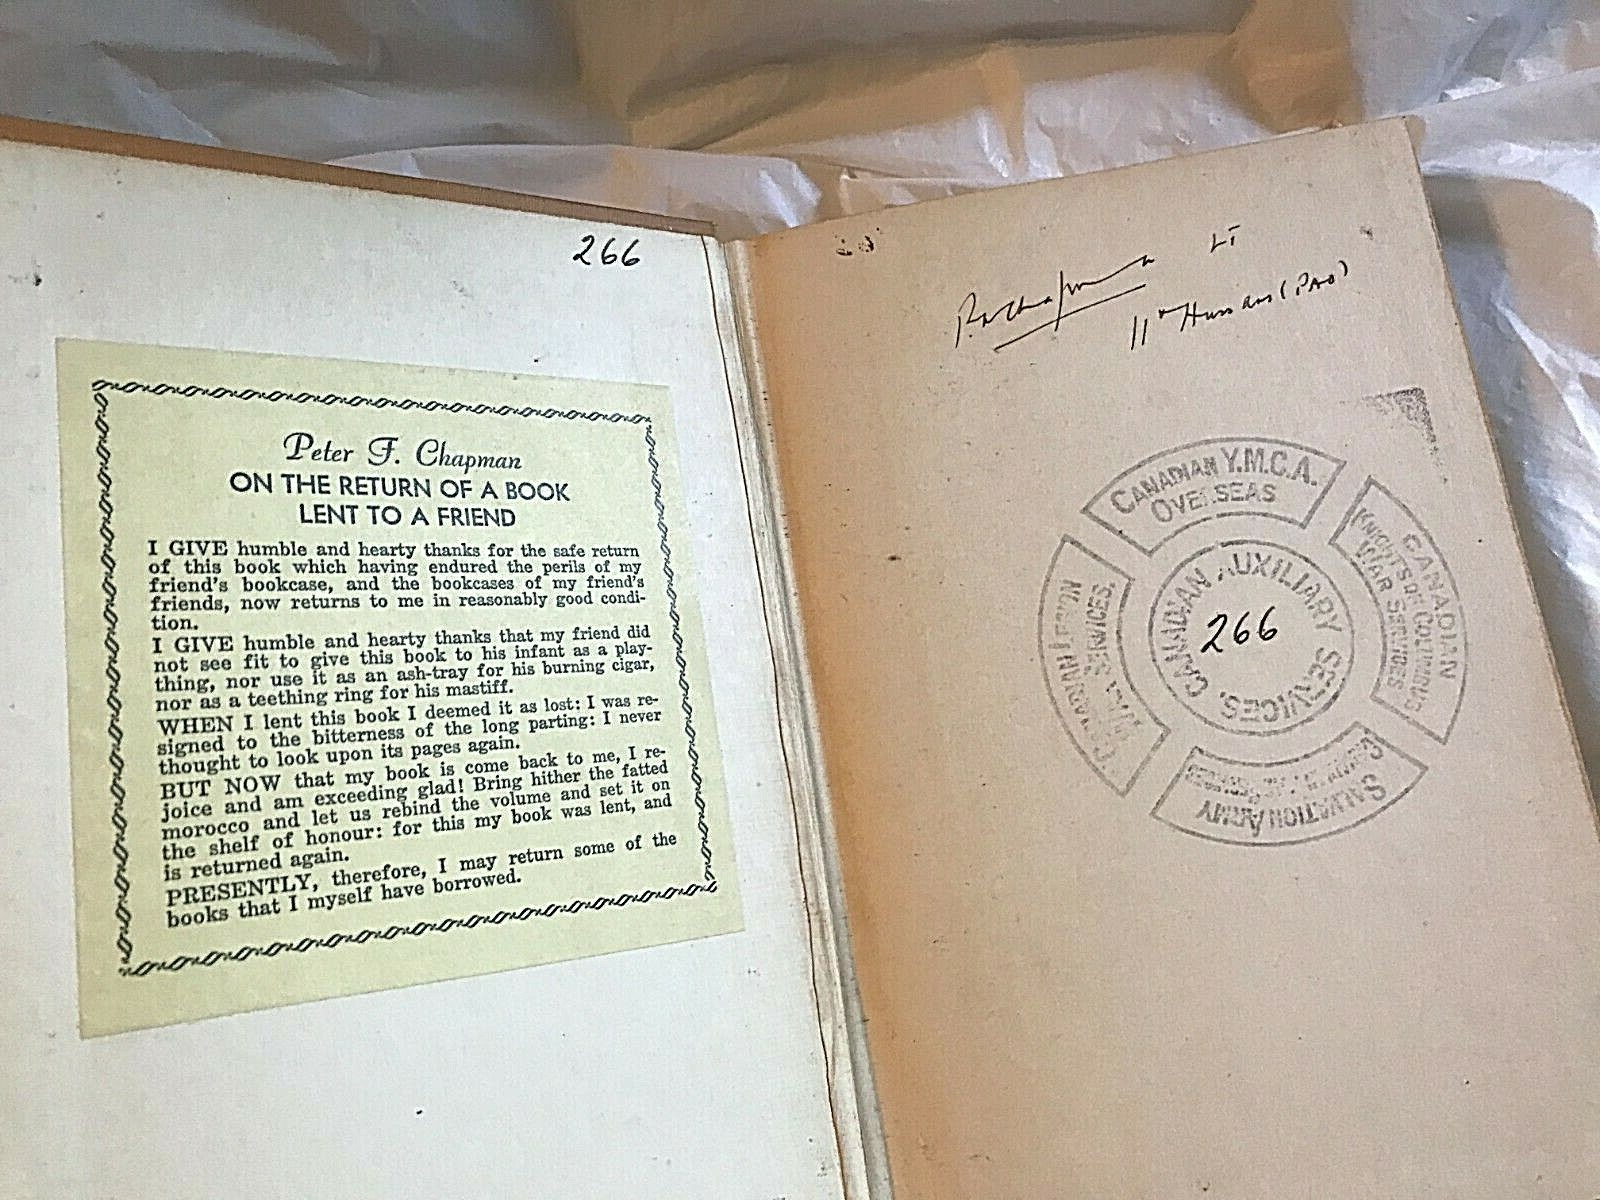 266
Peter F. Chapman
ON THE RETURN OF A BOOK
LENT TO A FRIEND
I GIVE humble and hearty thanks for the safe return
of this book which having endured the perils of my
friend's bookcase, and the bookcases of my friend's
friends, now returns to me in reasonably good condi-
tion.
I GIVE humble and hearty thanks that my friend did
not see fit to give this book to his infant as a play-
thing, nor use it as an ash-tray for his burning cigar,
nor as a teething ring for his mastiff.
WHEN I lent this book I deemed it as lost: I was re-
signed to the bitterness of the long parting: I never
thought to look upon its pages again.
BUT NOW that my book is come back to me, I re-
joice and am exceeding glad! Bring hither the fatted
morocco and let us rebind the volume and set it on
the shelf of honour: for this my book was lent, and
is returned again.
PRESENTLY, therefore, I may return some of the
books that I myself have borrowed.
Chapman LT
11th Hussars (PAO)
CANADIAN Y.M.C.A.
OVERSEAS
CANADIAN
KNIGHTS OF COLUMBUS
WAR SERVICES
SALVATION ARMY
CANADIAN LEGION
WAR SERVICES.
CANADIAN AUXILIARY SERVICES,
266